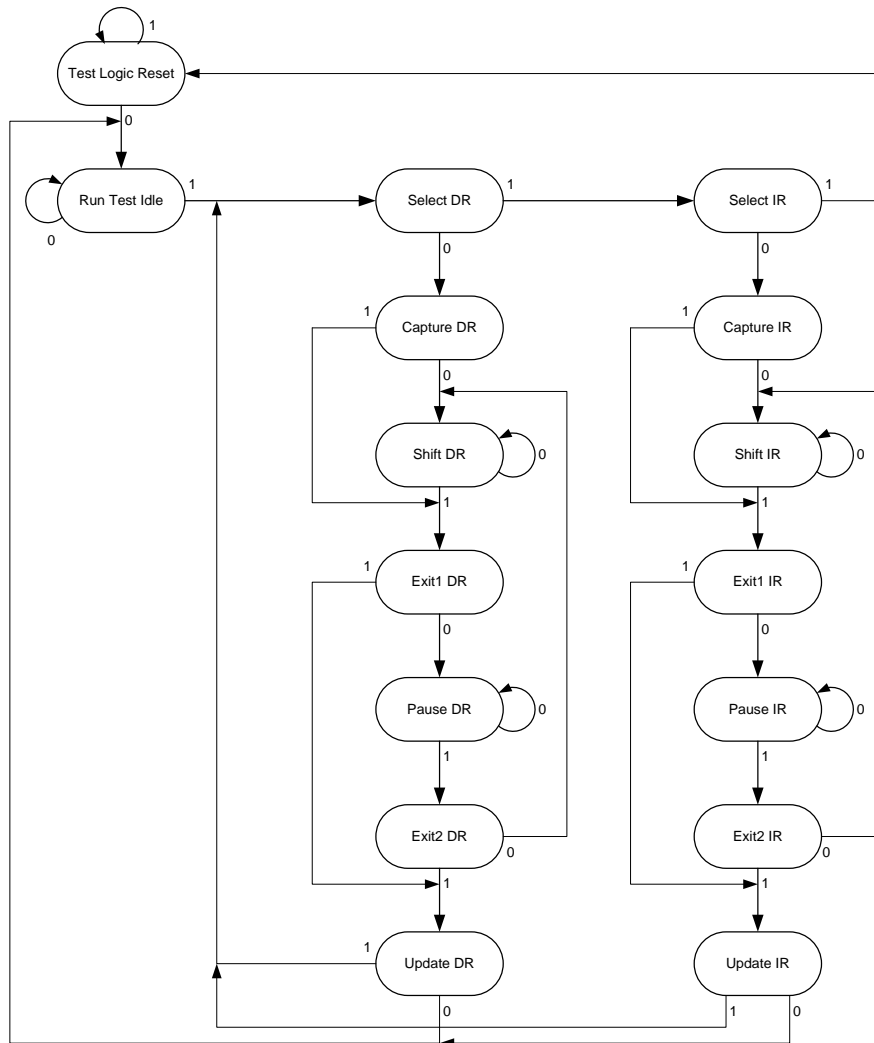 1
Test Logic Reset
0
Run Test Idle
1
0
Select DR
1
0
Select IR
1
0
Capture DR
1
0
Capture IR
1
0
Shift DR
0
1
Shift IR
0
1
Exit1 DR
1
0
Exit1 IR
1
0
Pause DR
0
1
Pause IR
0
1
Exit2 DR
0
1
Exit2 IR
0
1
Update DR
1
0
Update IR
1
0